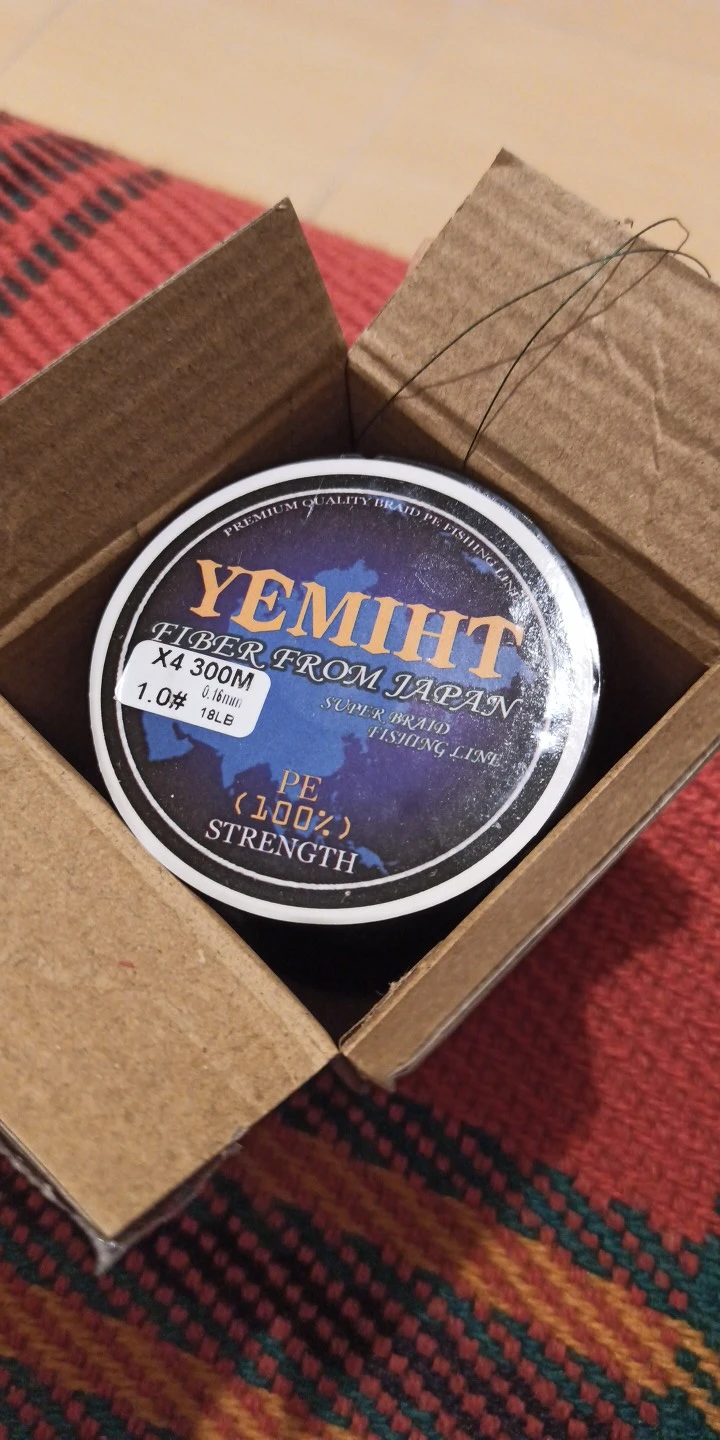 PREMIUM QUALITY BRAID PE FISHING LINE
YEMIHT
FIBER FROM JAPAN
X4 300M
1.0# 0.16mm
18LB
SUPER BRAID
FISHING LINE
PE
(100%)
STRENGTH